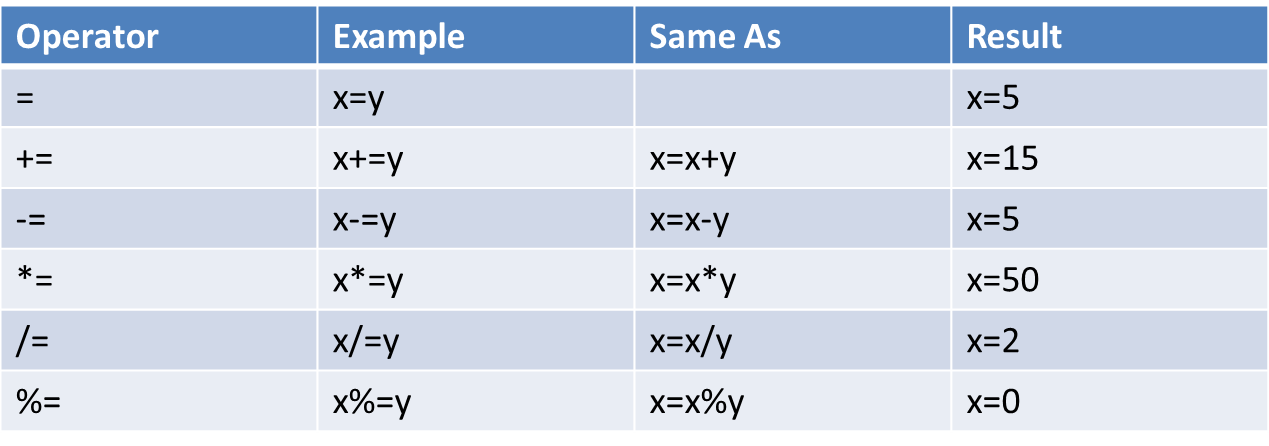 Operator Example Same As Result
= x=y x=5
+= x+=y x=x+y x=15
-= x-=y x=x-y x=5
*= x*=y x=x*y x=50
/= x/=y x=x/y x=2
%= x%=y x=x%y x=0